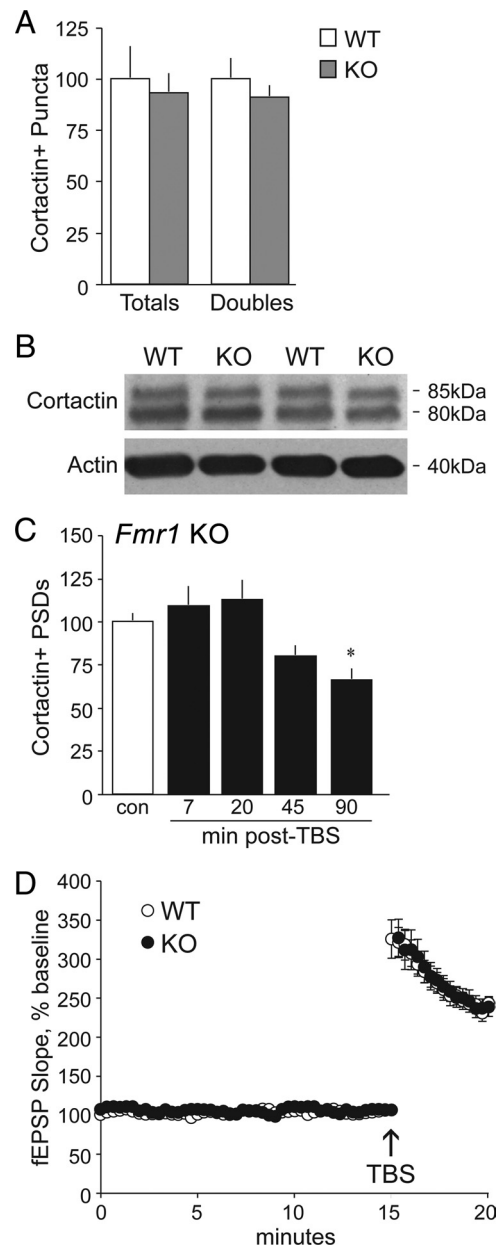 A
Cortactin+ Puncta
125
100
75
50
25
0
WT
KO
Totals Doubles
B
WT KO WT KO
Cortactin
- 85kDa
- 80kDa
Actin
- 40kDa
C
Fmr1 KO
Cortactin+ PSDs
150
125
100
75
50
25
0
*
con 7 20 45 90
min post-TBS
D
fEPSP Slope, % baseline
400
350
300
250
200
150
100
50
0
WT
KO
TBS
0 5 10 15 20
minutes